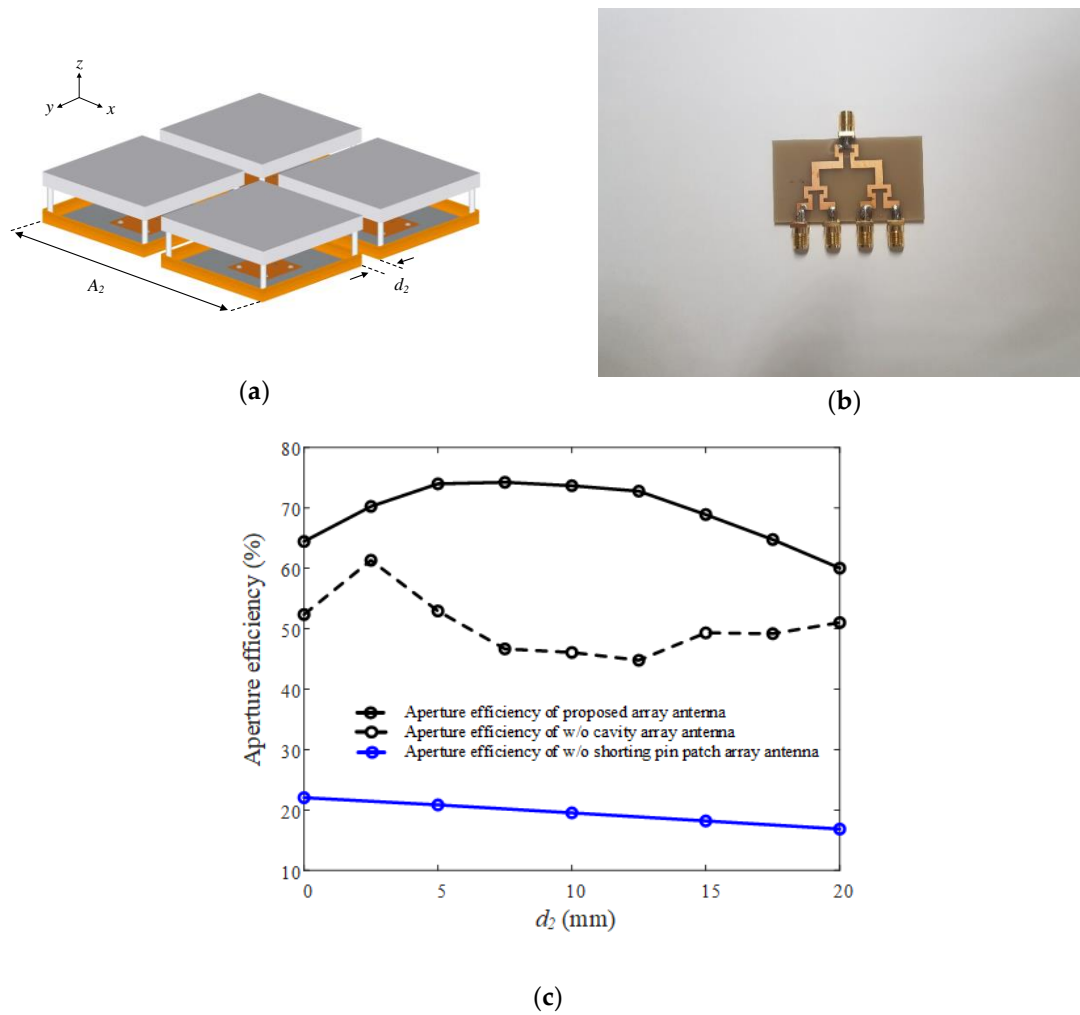 z
y
x
A2
d2
(a)
(b)
80
70
60
50
40
30
20
10
Aperture efficiency (%)
Aperture efficiency of proposed array antenna
Aperture efficiency of w/o cavity array antenna
Aperture efficiency of w/o shorting pin patch array antenna
0
5
10
15
20
d2 (mm)
(c)